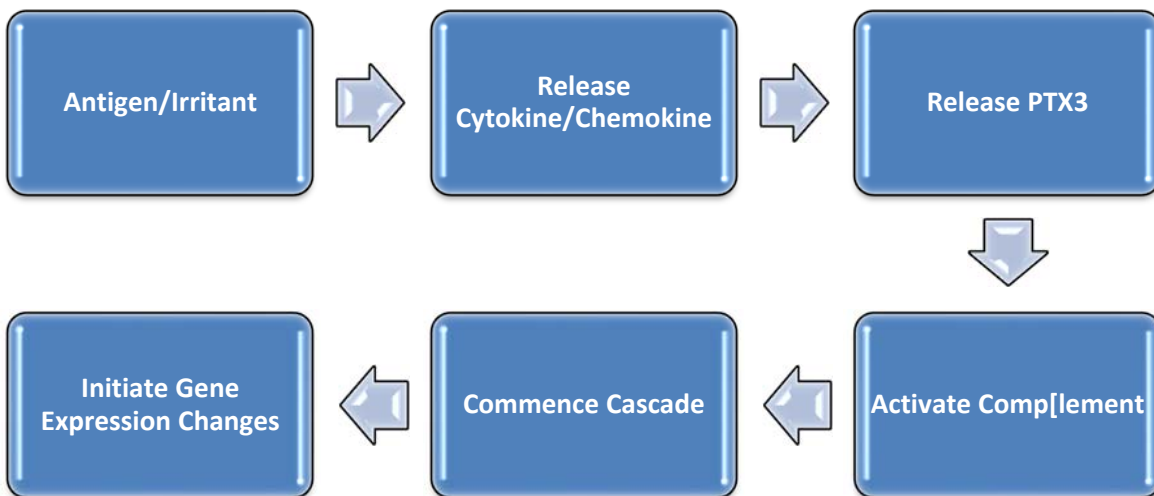 Antigen/Irritant
Release
Cytokine/Chemokine
Release PTX3
Activate Comp[lement
Commence Cascade
Initiate Gene
Expression Changes